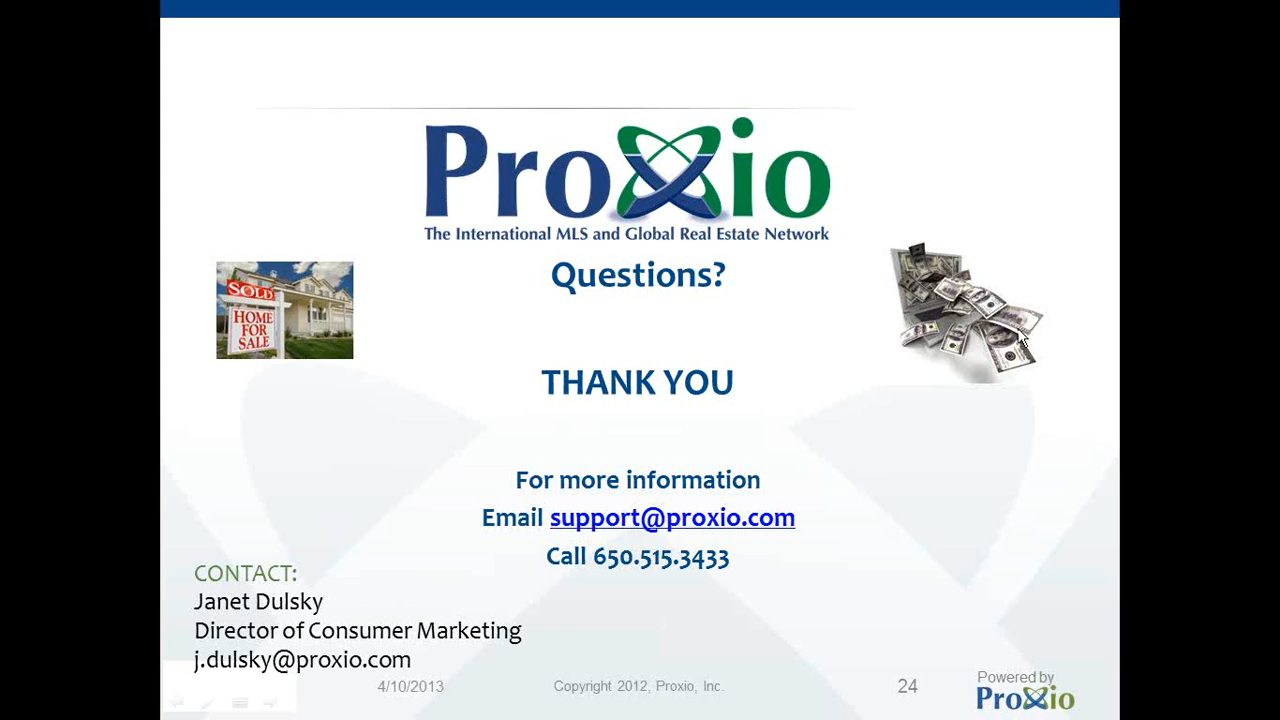 Proxio
The International MLS and Global Real Estate Network
Questions?
SOLD
HOME
FOR
SALE
THANK YOU
For more information
Email support@proxio.com
Call 650.515.3433
CONTACT:
Janet Dulsky
Director of Consumer Marketing
j.dulsky@proxio.com
4/10/2013
Copyright 2012, Proxio, Inc.
24
Powered by
Proxio